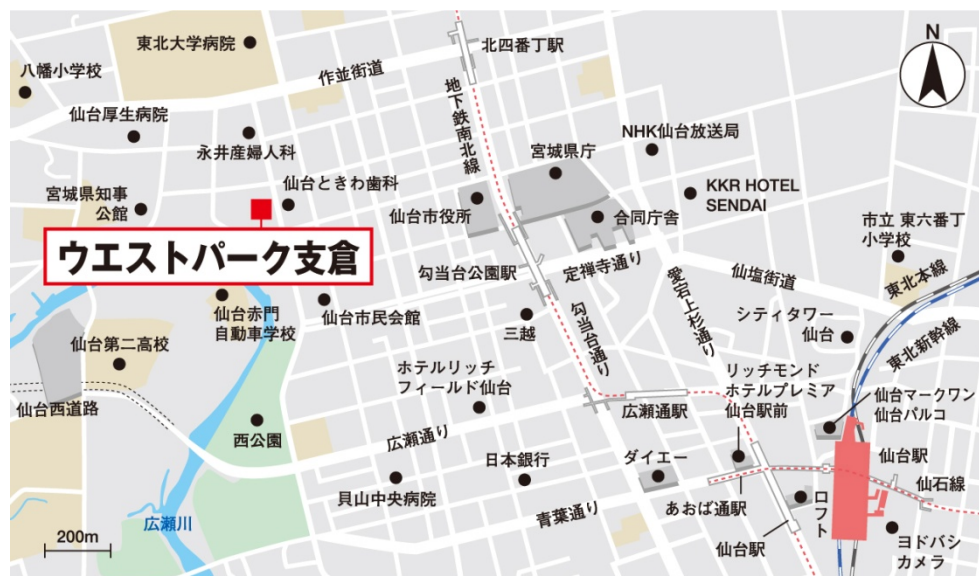 東北大学病院
北四番丁駅
N
八幡小学校
作並街道
地下鉄南北線
仙台厚生病院
永井産婦人科
NHK仙台放送局
宮城県庁
宮城県知事
公館
仙台ときわ歯科
仙台市役所
KKR HOTEL
SENDAI
合同庁舎
市立 東六番丁
小学校
ウエストパーク支倉
勾当台公園駅
定禅寺通り
愛宕上杉通り
仙塩街道
東北本線
仙台赤門
自動車学校
仙台市民会館
三越
勾当台通り
シティタワー
仙台
東北新幹線
仙台第二高校
ホテルリッチ
フィールド仙台
リッチモンド
ホテルプレミア
仙台駅前
仙台マークワン
仙台パルコ
仙台西道路
西公園
広瀬通り
広瀬通駅
日本銀行
ダイエー
仙台駅
仙石線
貝山中央病院
青葉通り
あおば通駅
ロフト
広瀬川
仙台駅
ヨドバシ
カメラ
200m